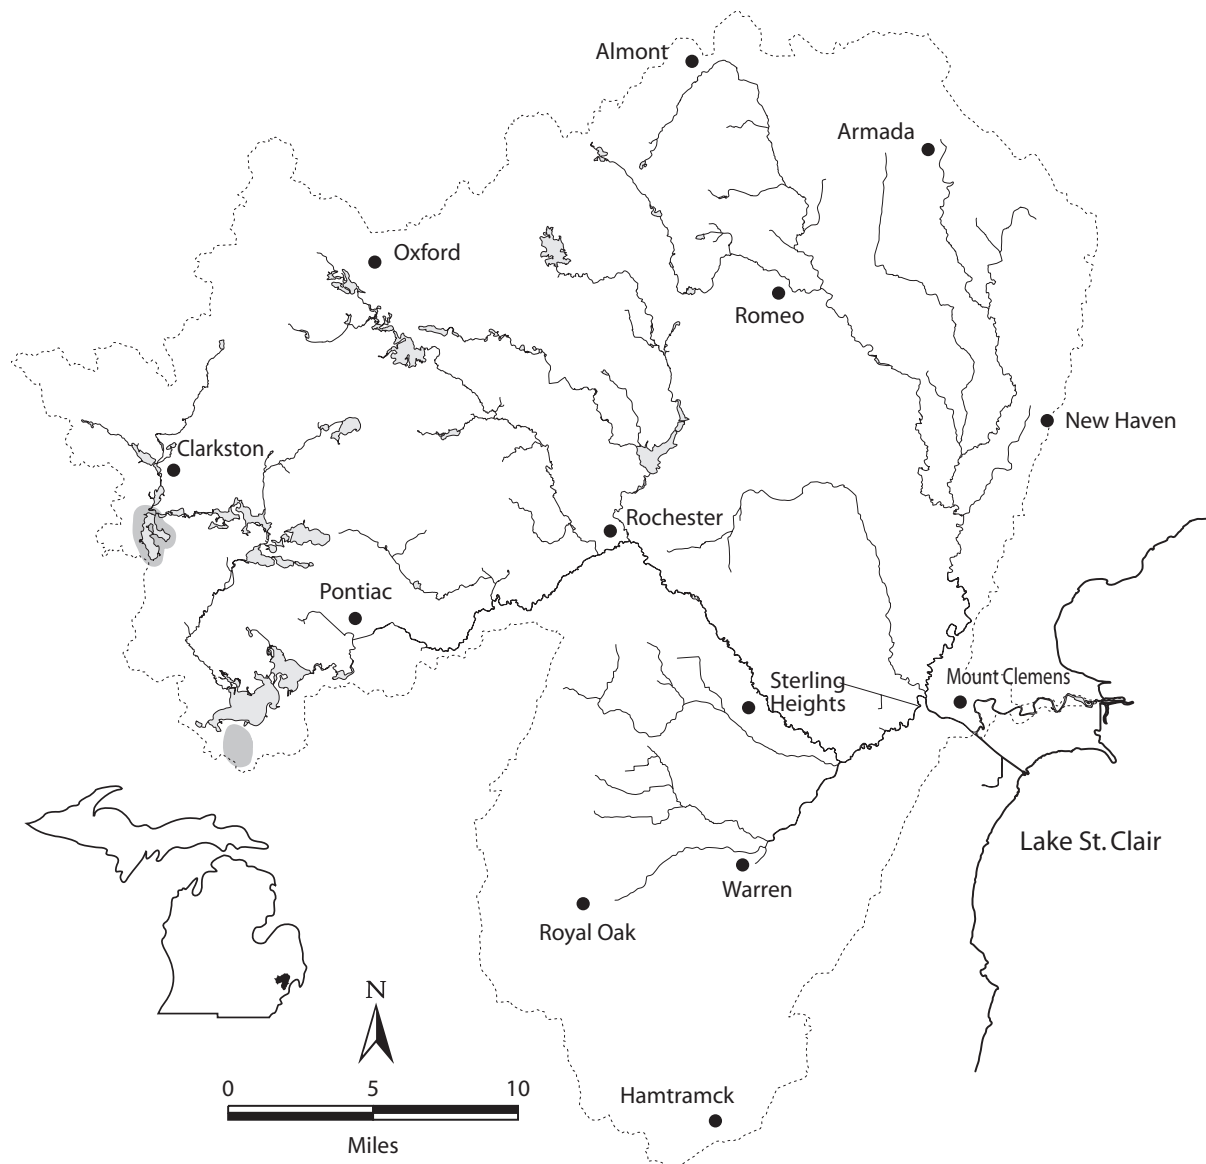 Almont
Armada
Oxford
Romeo
New Haven
Clarkston
Rochester
Pontiac
Mount Clemens
Sterling
Heights
Lake St. Clair
Warren
Royal Oak
N
0 5 10
Miles
Hamtramck